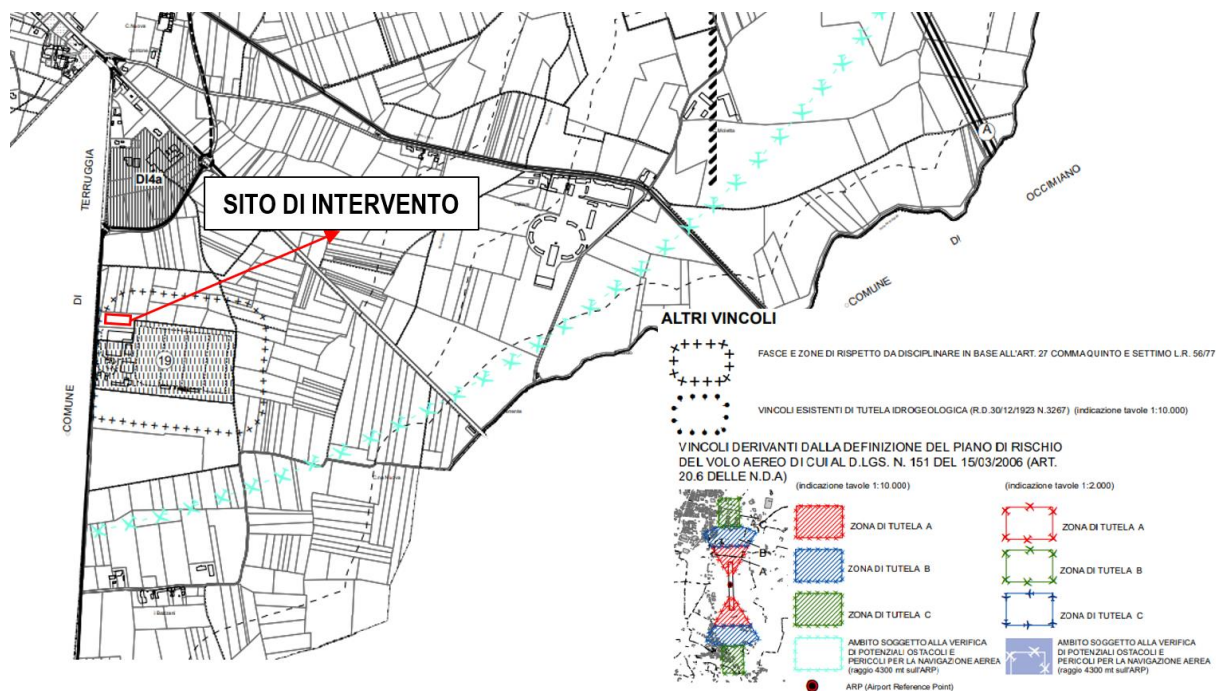 DI4a
TERRUGGIA
DI
COMUNE
SITO DI INTERVENTO
19
A
OCCIMIANO
DI
COMUNE
ALTRI VINCOLI
FASCE E ZONE DI RISPETTO DA DISCIPLINARE IN BASE ALL'ART. 27 COMMA QUINTO E SETTIMO L.R. 56/77
VINCOLI ESISTENTI DI TUTELA IDROGEOLOGICA (R.D.30/12/1923 N.3267) (indicazione tavole 1:10.000)
VINCOLI DERIVANTI DALLA DEFINIZIONE DEL PIANO DI RISCHIO
DEL VOLO AEREO DI CUI AL D.LGS. N. 151 DEL 15/03/2006 (ART.
20.6 DELLE N.D.A)
(indicazione tavole 1:10.000)
(indicazione tavole 1:2.000)
B
A
ZONA DI TUTELA A
ZONA DI TUTELA A
ZONA DI TUTELA B
ZONA DI TUTELA B
ZONA DI TUTELA C
ZONA DI TUTELA C
AMBITO SOGGETTO ALLA VERIFICA
DI POTENZIALI OSTACOLI E
PERICOLI PER LA NAVIGAZIONE AEREA
(raggio 4300 mt sull'ARP)
AMBITO SOGGETTO ALLA VERIFICA
DI POTENZIALI OSTACOLI E
PERICOLI PER LA NAVIGAZIONE AEREA
(raggio 4300 mt sull'ARP)
ARP (Airport Reference Point)